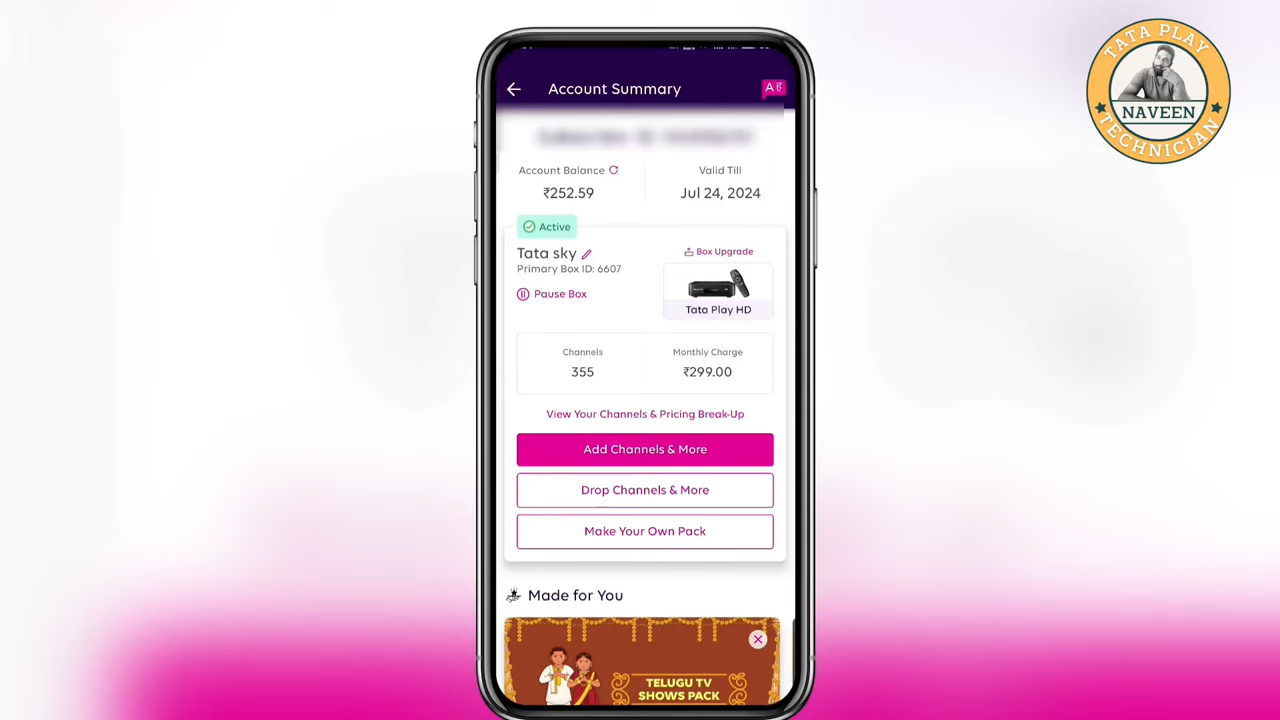 Account Summary
Account Balance
₹252.59
Valid Till
Jul 24, 2024
Active
Tata sky
Primary Box ID: 6607
Pause Box
Box Upgrade
Tata Play HD
Channels
355
Monthly Charge
₹299.00
View Your Channels & Pricing Break-Up
Add Channels & More
Drop Channels & More
Make Your Own Pack
Made for You
TELUGU TV
SHOWS PACK
TATA PLAY
NAVEEN
TECHNICIAN